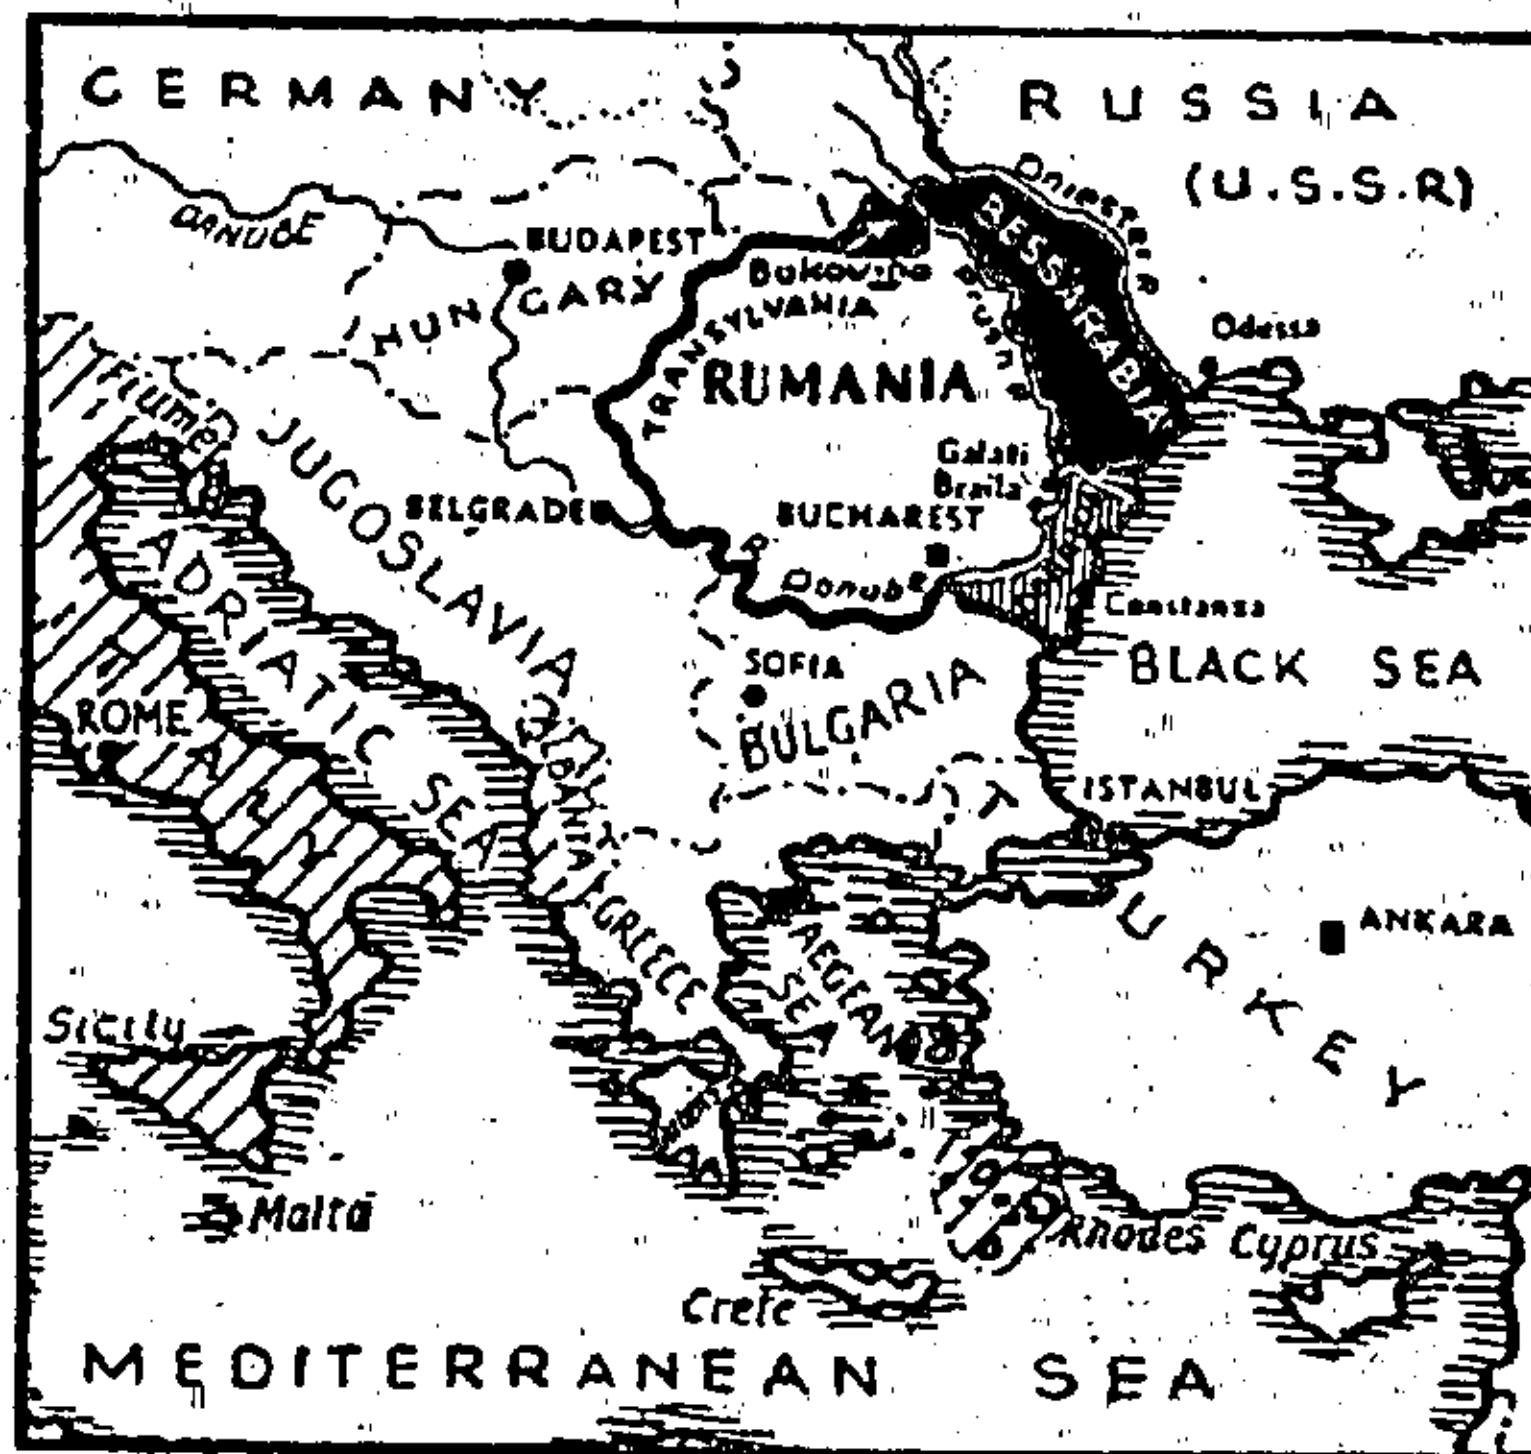 GERMANY
RUSSIA
(U.S.S.R)
DANUBE
BUDAPEST
HUNGARY
Dniester
BESSARABIA
Bukovina
TRANSYLVANIA
RUMANIA
Odessa
Fiume
JUGOSLAVIA
BELGRADE
Galati
Braila
BUCHAREST
R
Danube
Constanza
ADRIATIC SEA
SOFIA
BULGARIA
BLACK SEA
ROME
ITALY
ALBANIA
ISTANBUL
TURKEY
ANKARA
GREECE
AEGEAN
SEA
Sicily
Malta
Rhodes
Cyprus
Crete
MEDITERRANEAN SEA